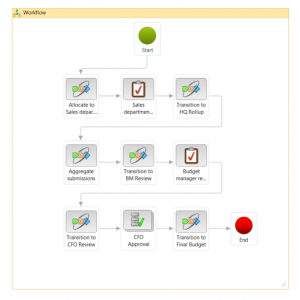 Workflow
Start
Allocate to
Sales depar...
Sales
departmen...
Transition to
HQ Rollup
Aggregate
submissions
Transition to
BM Review
Budget
manager re...
Transition to
CFO Review
CFO
Approval
Transition to
Final Budget
End